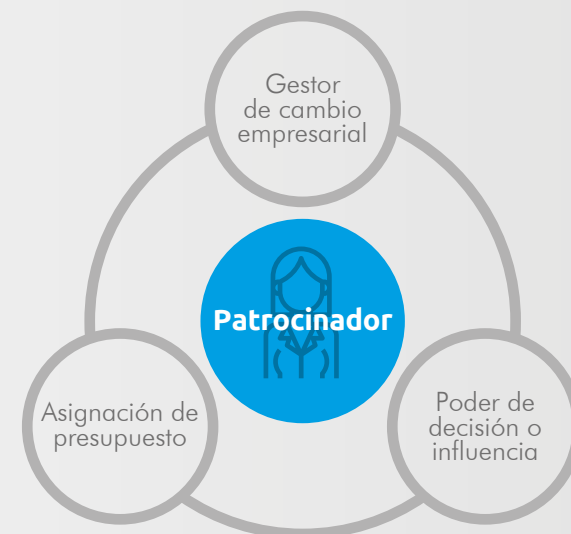 Gestor
de cambio
empresarial
Patrocinador
Asignación de
presupuesto
Poder de
decisión o
influencia